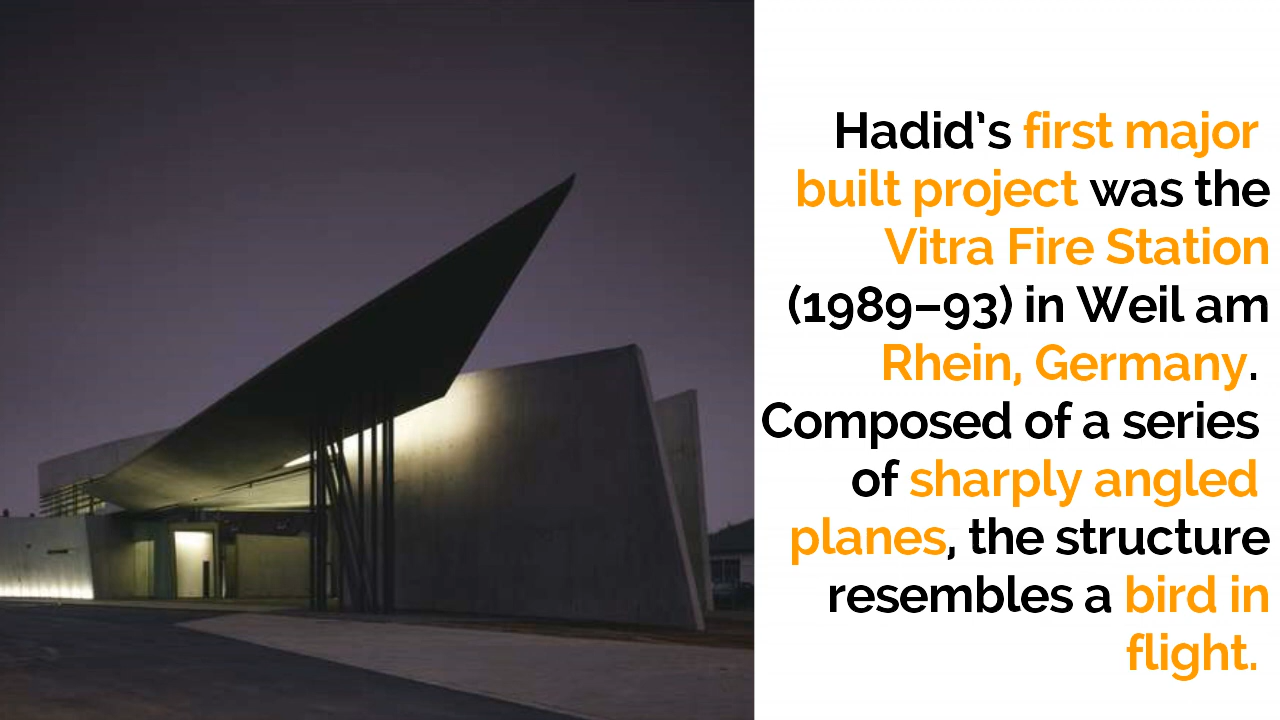 Hadid's first major
built project was the
Vitra Fire Station
(1989–93) in Weil am
Rhein, Germany.
Composed of a series
of sharply angled
planes, the structure
resembles a bird in
flight.